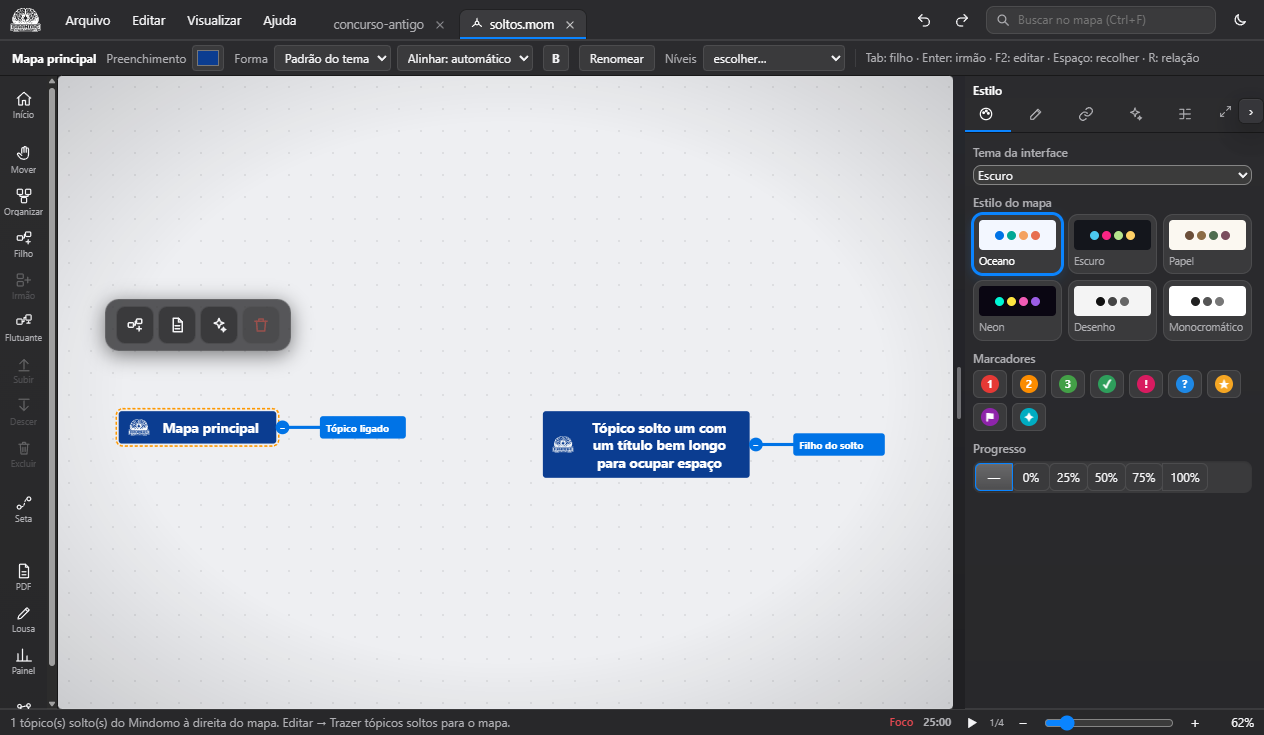 Arquivo Editar Visualizar Ajuda concurso-antigo × soltos.mom × Buscar no mapa (Ctrl+F)
Mapa principal Preenchimento Forma Padrão do tema Alinhar: automático B Renomear Níveis escolher... Tab: filho · Enter: irmão · F2: editar · Espaço: recolher · R: relação
Início
Mover
Organizar
Filho
Irmão
Flutuante
Subir
Descer
Excluir
Seta
PDF
Lousa
Painel
Mapa principal
Tópico ligado
Tópico solto um com
um título bem longo
para ocupar espaço
Filho do solto
Estilo
Tema da interface
Escuro
Estilo do mapa
Oceano Escuro Papel
Neon Desenho Monocromático
Marcadores
1 2 3 ✓ ! ? ★
Progresso
— 0% 25% 50% 75% 100%
1 tópico(s) solto(s) do Mindomo à direita do mapa. Editar → Trazer tópicos soltos para o mapa.
Foco 25:00 ▶ 1/4 − + 62%